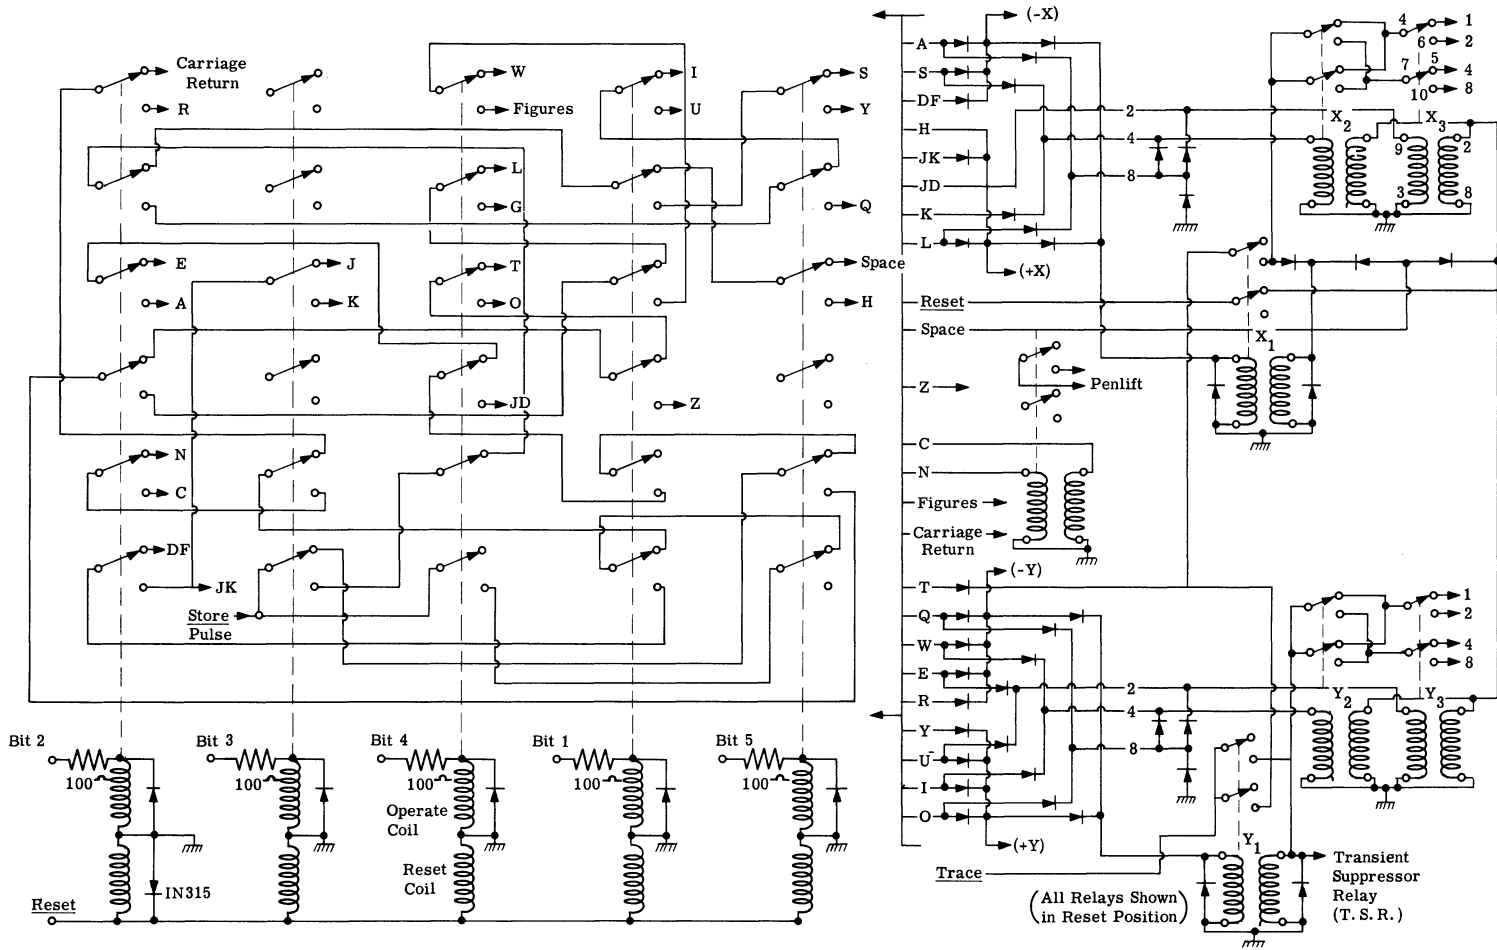 Carriage
Return
R
W
Figures
I
U
S
Y
L
G
Q
E
A
J
K
T
O
Space
H
JD
Z
N
C
DF
JK
Store
Pulse
Bit 2
Bit 3
Bit 4
Bit 1
Bit 5
100
100
100
100
100
Operate
Coil
Reset
Coil
IN315
Reset
(-X)
A
S
DF
H
JK
JD
K
L
(+X)
2
4
8
4
1
6
2
7
5
4
10
8
X2
X3
9
2
3
8
Reset
Space
X1
Z
Penlift
C
N
Figures
Carriage
Return
(-Y)
T
Q
W
E
R
Y
U
I
O
(+Y)
2
4
8
1
2
4
8
Y2
Y3
Y1
Trace
(All Relays Shown
in Reset Position)
Transient
Suppressor
Relay
(T.S.R.)